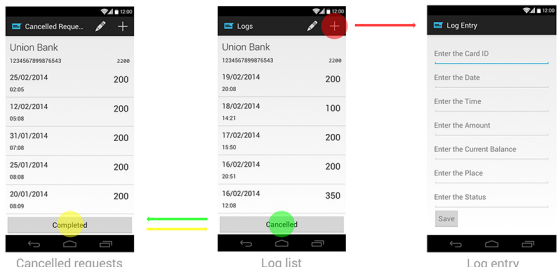 12:00
Cancelled Reque...
Union Bank
1234567899876543 2200
25/02/2014 200
02:05
12/02/2014 200
05:08
31/01/2014 200
07:08
25/01/2014 200
08:08
20/01/2014 200
08:09
Completed
Cancelled requests
12:00
Logs
Union Bank
1234567899876543 2200
19/02/2014 200
20:08
18/02/2014 100
14:21
17/02/2014 200
15:50
16/02/2014 200
20:51
16/02/2014 350
12:08
Cancelled
Log list
12:00
Log Entry
Enter the Card ID
Enter the Date
Enter the Time
Enter the Amount
Enter the Current Balance
Enter the Place
Enter the Status
Save
Log entry